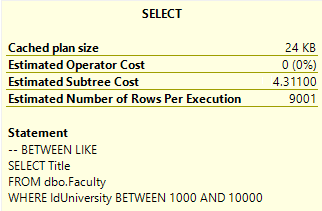 SELECT
Cached plan size 24 KB
Estimated Operator Cost 0 (0%)
Estimated Subtree Cost 4.31100
Estimated Number of Rows Per Execution 9001
Statement
-- BETWEEN LIKE
SELECT Title
FROM dbo.Faculty
WHERE IdUniversity BETWEEN 1000 AND 10000